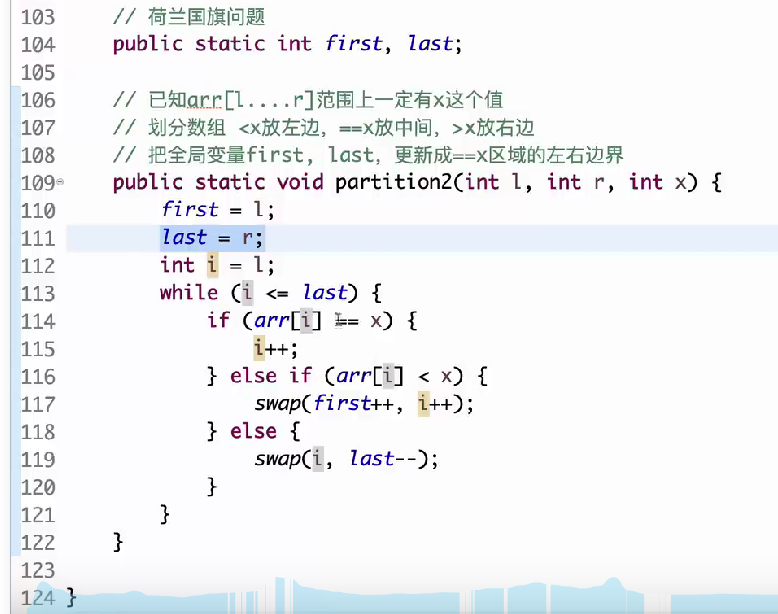 103 // 荷兰国旗问题
104 public static int first, last;
105
106 // 已知arr[l....r]范围上一定有x这个值
107 // 划分数组 <x放左边，==x放中间，>x放右边
108 // 把全局变量first, last，更新成==x区域的左右边界
109 public static void partition2(int l, int r, int x) {
110 first = l;
111 last = r;
112 int i = l;
113 while (i <= last) {
114 if (arr[i] == x) {
115 i++;
116 } else if (arr[i] < x) {
117 swap(first++, i++);
118 } else {
119 swap(i, last--);
120 }
121 }
122 }
123
124 }